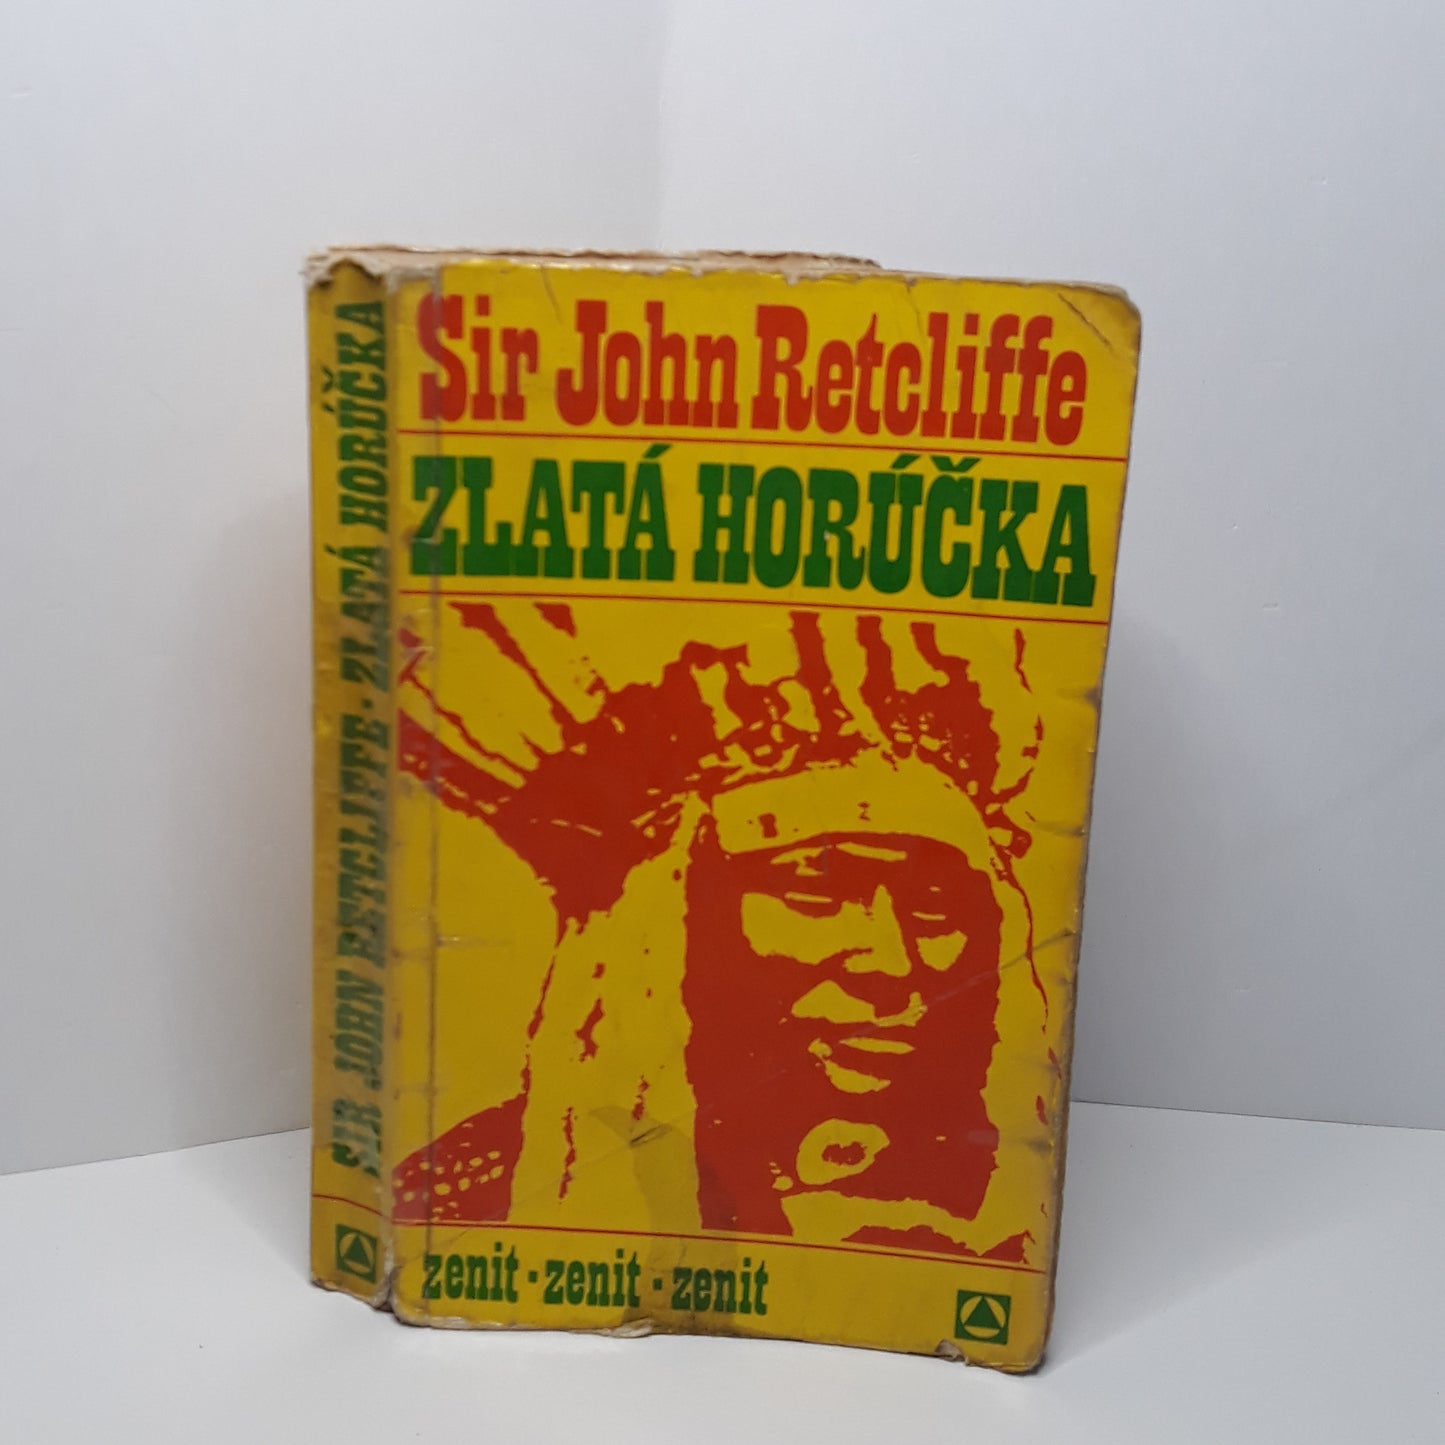 Sir John Retcliffe
ZLATÁ HORÚČKA
zenit · zenit · zenit
SIR JOHN RETCLIFFE · ZLATÁ HORÚČKA